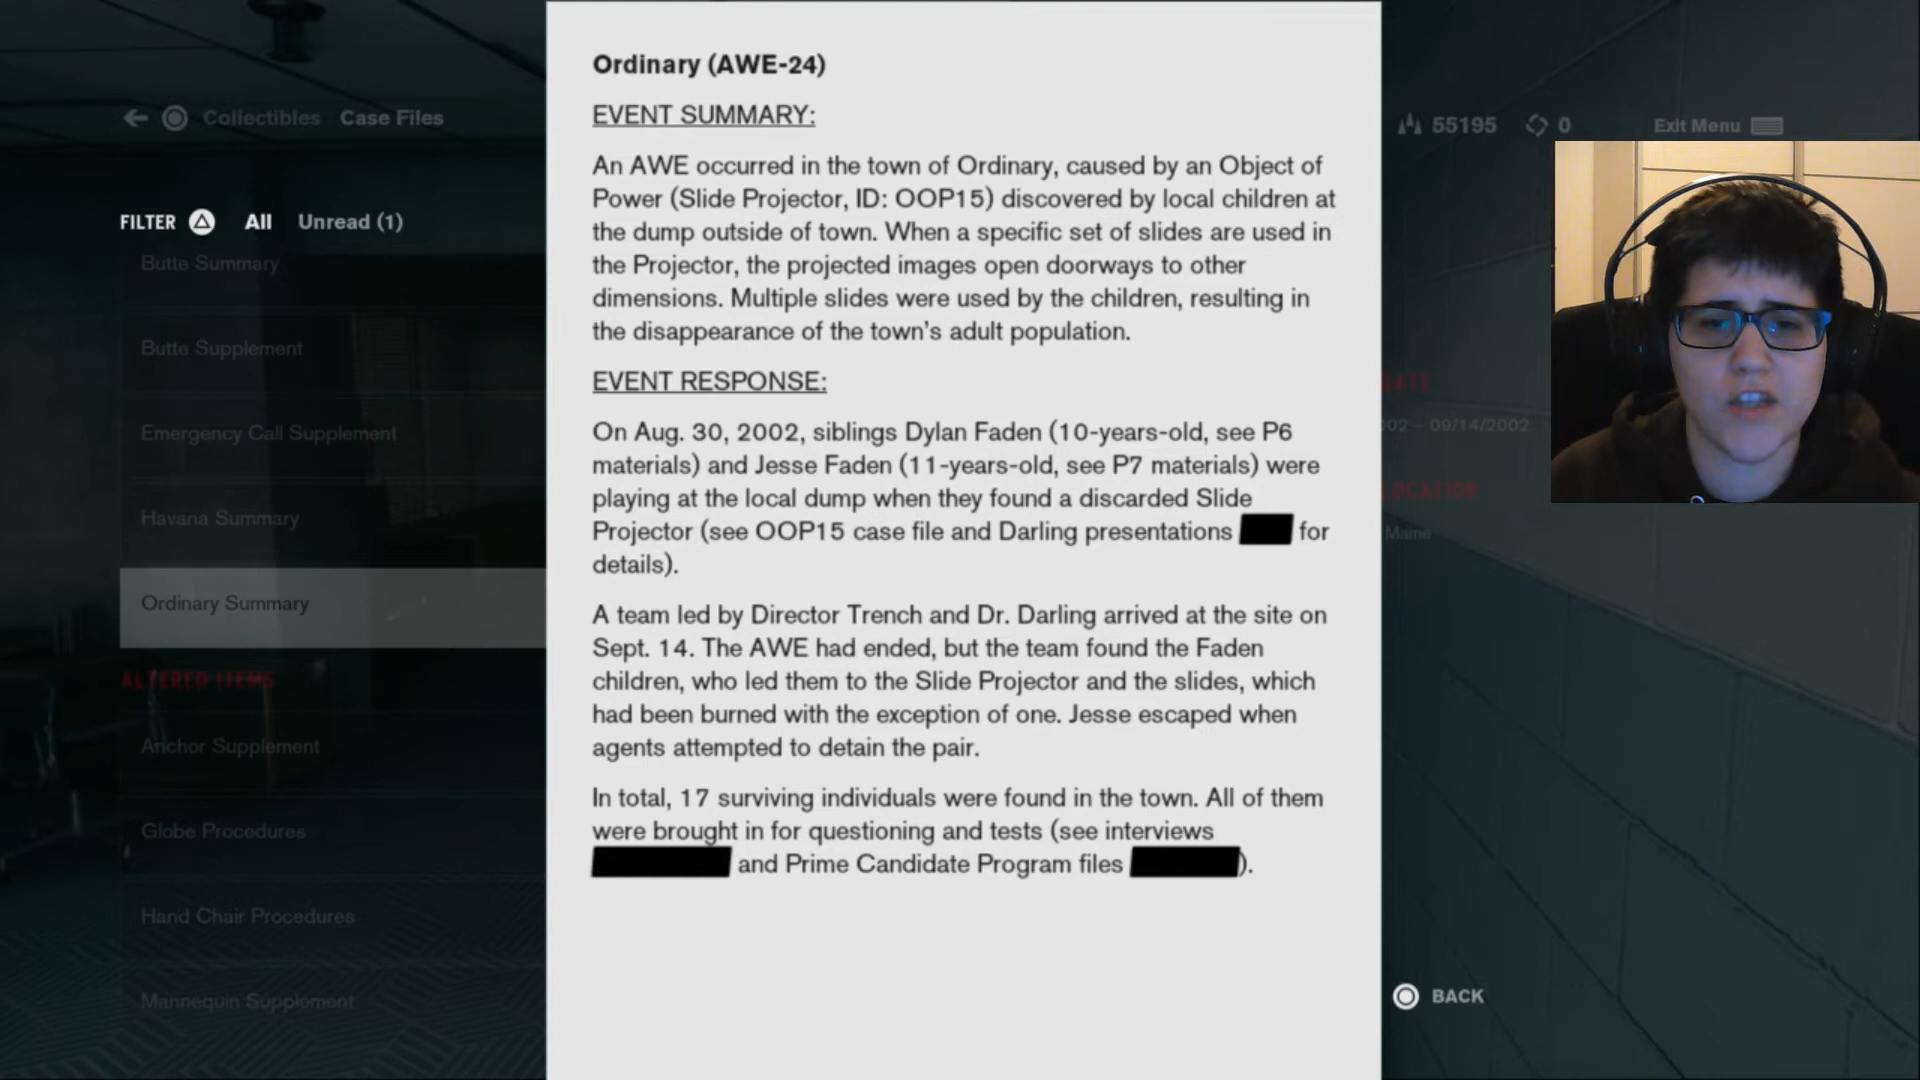 Collectibles Case Files
55195 0 Exit Menu
FILTER All Unread (1)
Butte Summary
Butte Supplement
Emergency Call Supplement
Havana Summary
Ordinary Summary
ALTERED ITEMS
Anchor Supplement
Globe Procedures
Hand Chair Procedures
Mannequin Supplement
Ordinary (AWE-24)
EVENT SUMMARY:
An AWE occurred in the town of Ordinary, caused by an Object of
Power (Slide Projector, ID: OOP15) discovered by local children at
the dump outside of town. When a specific set of slides are used in
the Projector, the projected images open doorways to other
dimensions. Multiple slides were used by the children, resulting in
the disappearance of the town's adult population.
EVENT RESPONSE:
On Aug. 30, 2002, siblings Dylan Faden (10-years-old, see P6
materials) and Jesse Faden (11-years-old, see P7 materials) were
playing at the local dump when they found a discarded Slide
Projector (see OOP15 case file and Darling presentations for
details).
A team led by Director Trench and Dr. Darling arrived at the site on
Sept. 14. The AWE had ended, but the team found the Faden
children, who led them to the Slide Projector and the slides, which
had been burned with the exception of one. Jesse escaped when
agents attempted to detain the pair.
In total, 17 surviving individuals were found in the town. All of them
were brought in for questioning and tests (see interviews
and Prime Candidate Program files ).
DATE
002 – 09/14/2002
LOCATION
BACK